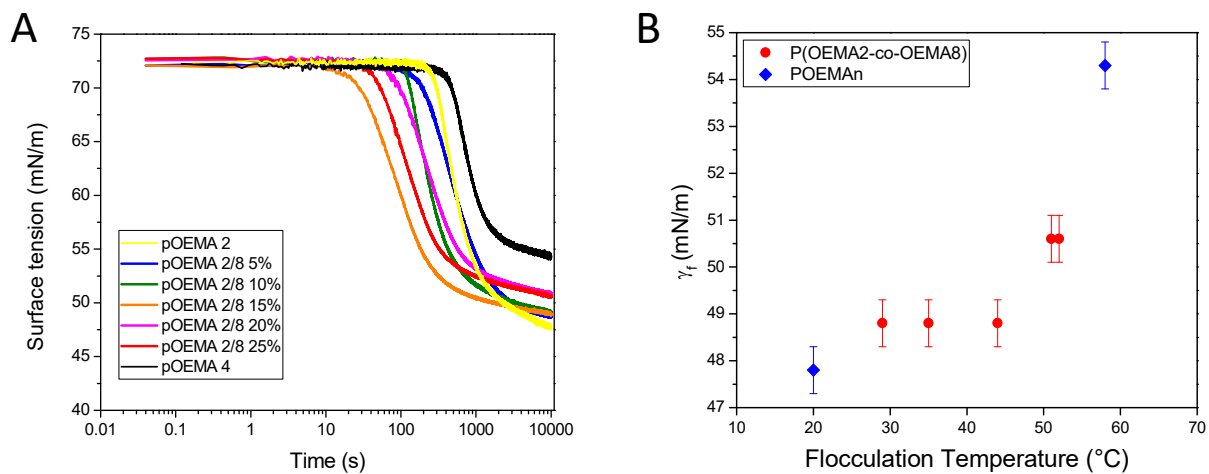 A
Surface tension (mN/m)
75
70
65
60
55
50
45
40
pOEMA 2
pOEMA 2/8 5%
pOEMA 2/8 10%
pOEMA 2/8 15%
pOEMA 2/8 20%
pOEMA 2/8 25%
pOEMA 4
0.01 0.1 1 10 100 1000 10000
Time (s)
B
P(OEMA2-co-OEMA8)
POEMAn
γf (mN/m)
55
54
53
52
51
50
49
48
47
10 20 30 40 50 60 70
Flocculation Temperature (°C)